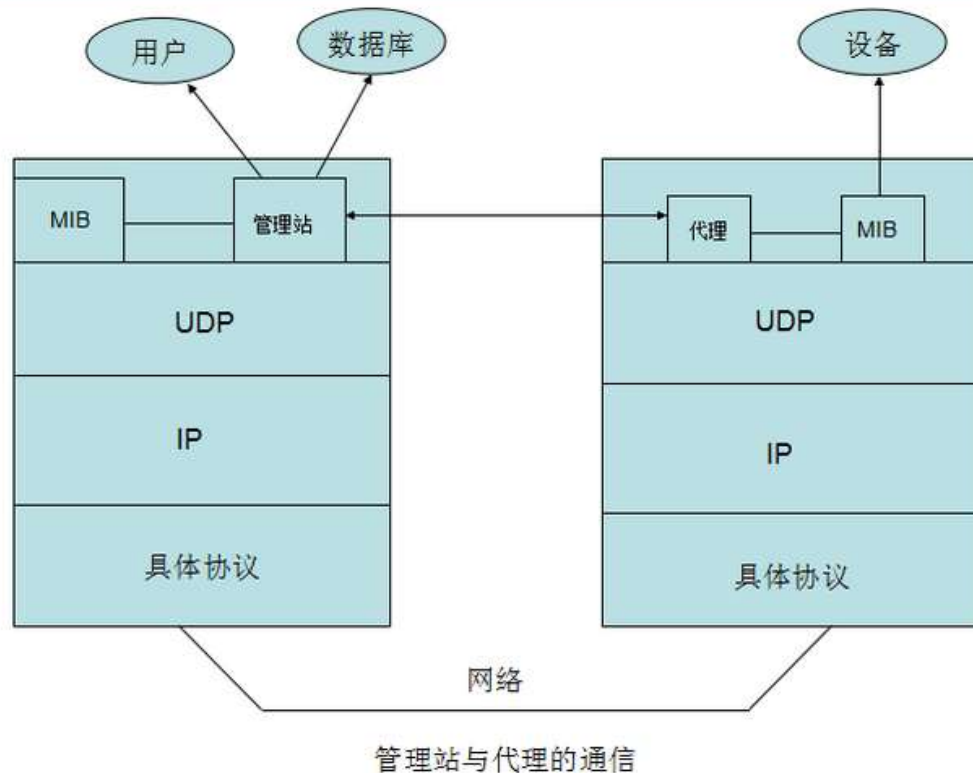 用户
数据库
设备
MIB
管理站
代理
MIB
UDP
UDP
IP
IP
具体协议
具体协议
网络
管理站与代理的通信